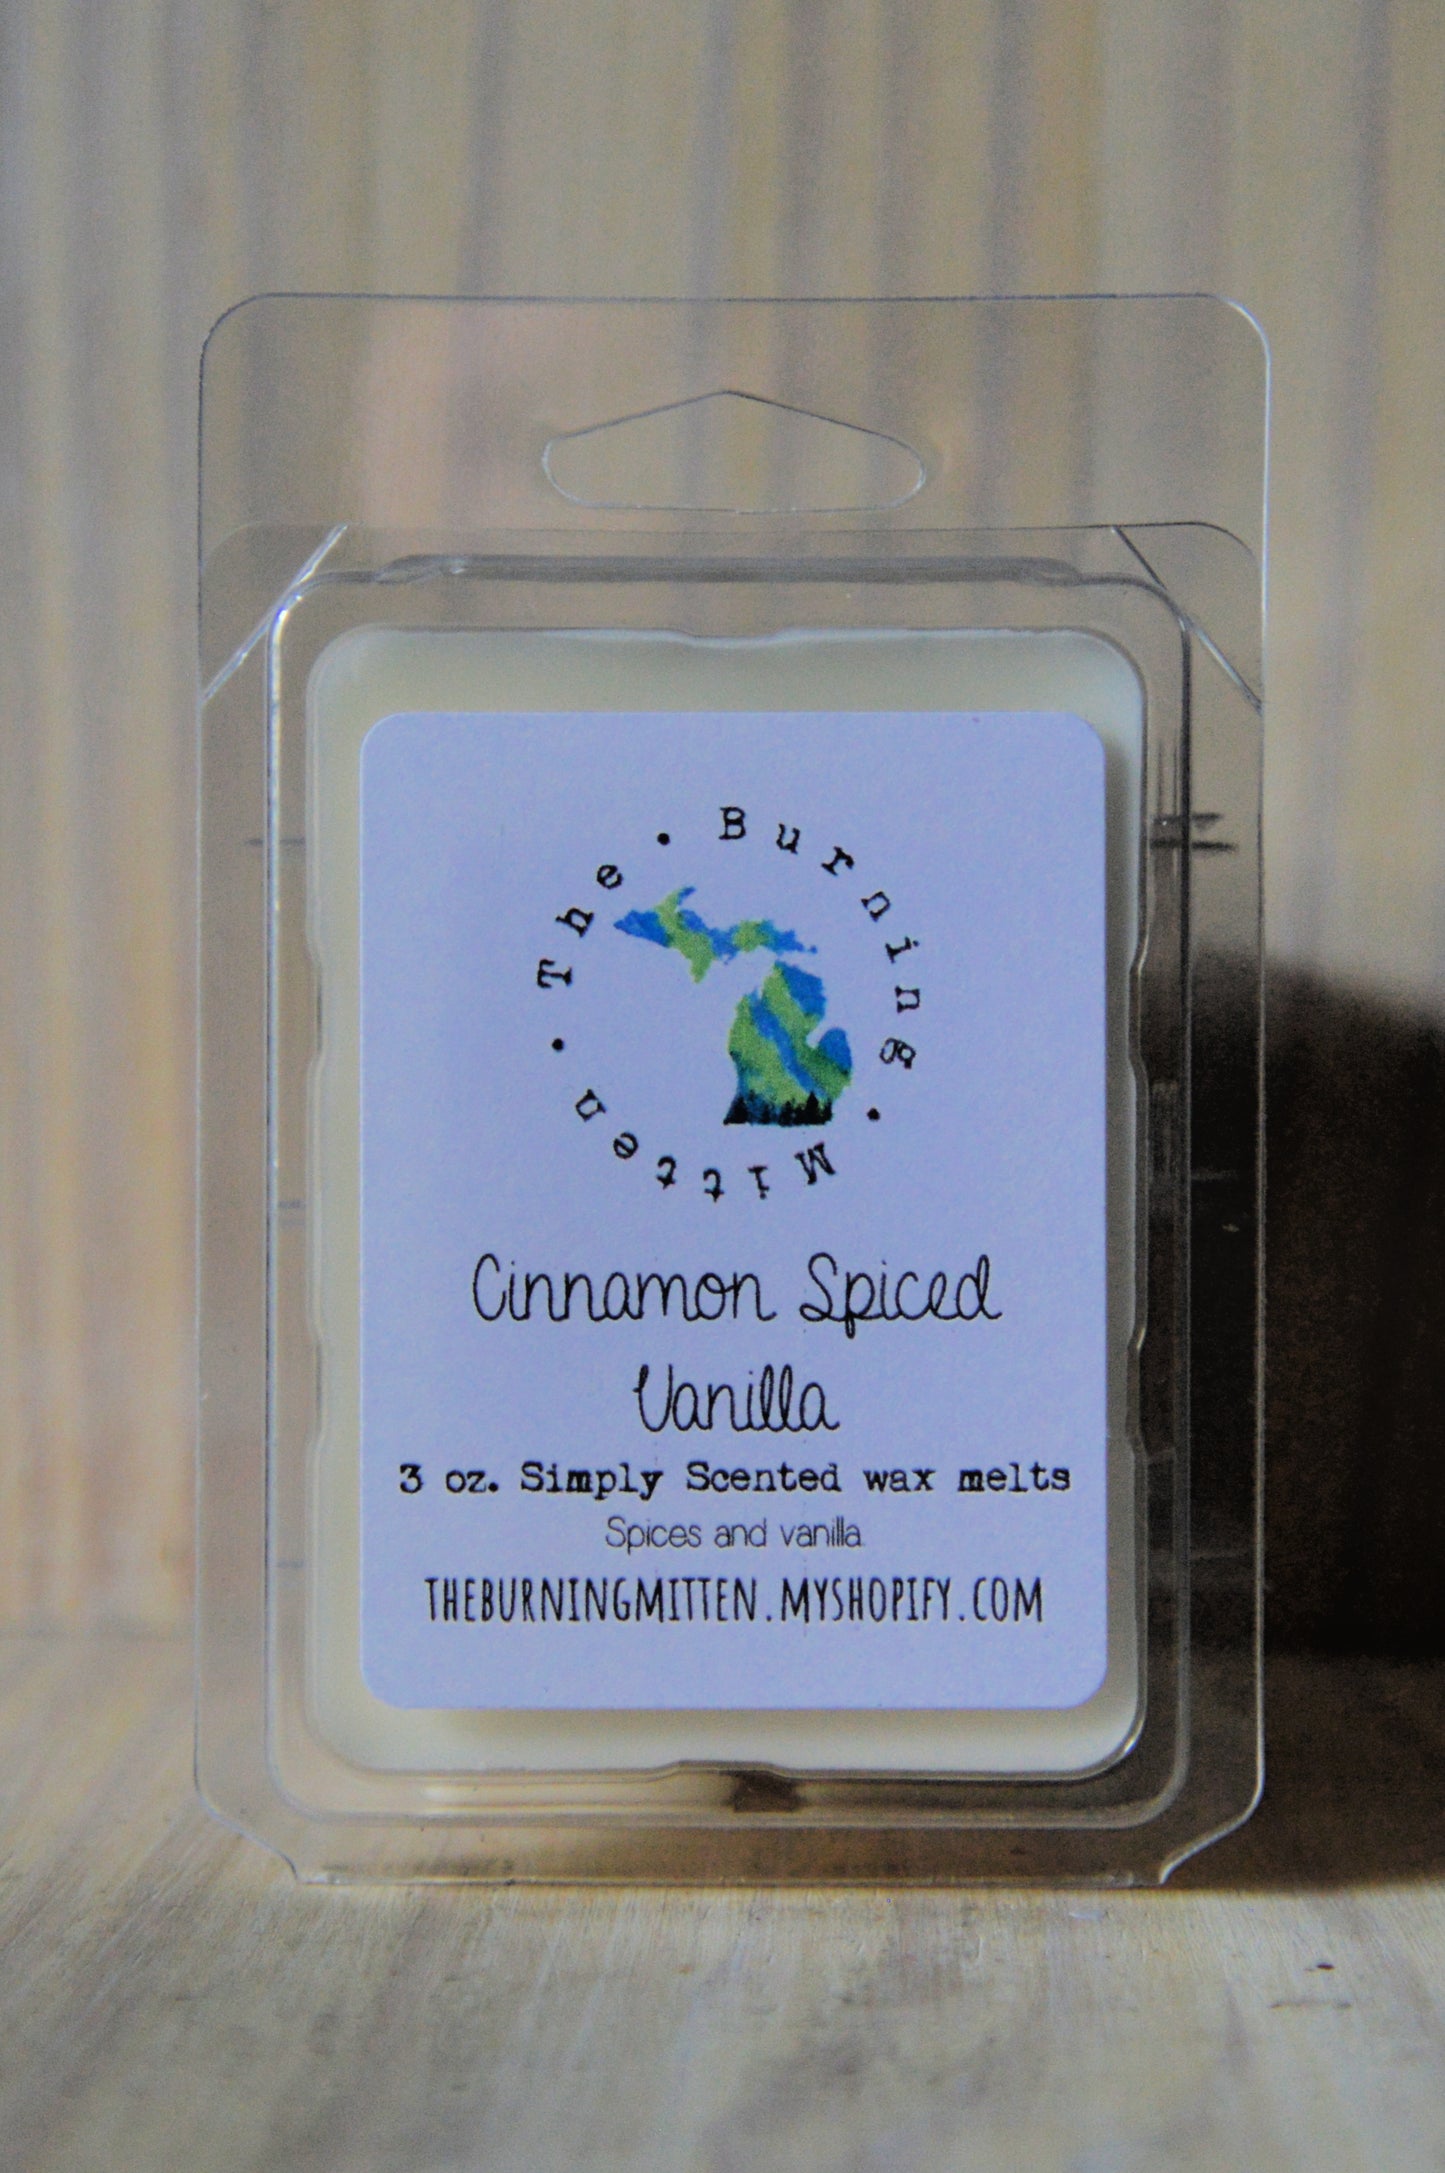 The • Burning • Mitten •
Cinnamon Spiced
Vanilla
3 oz. Simply Scented wax melts
Spices and vanilla
THEBURNINGMITTEN.MYSHOPIFY.COM